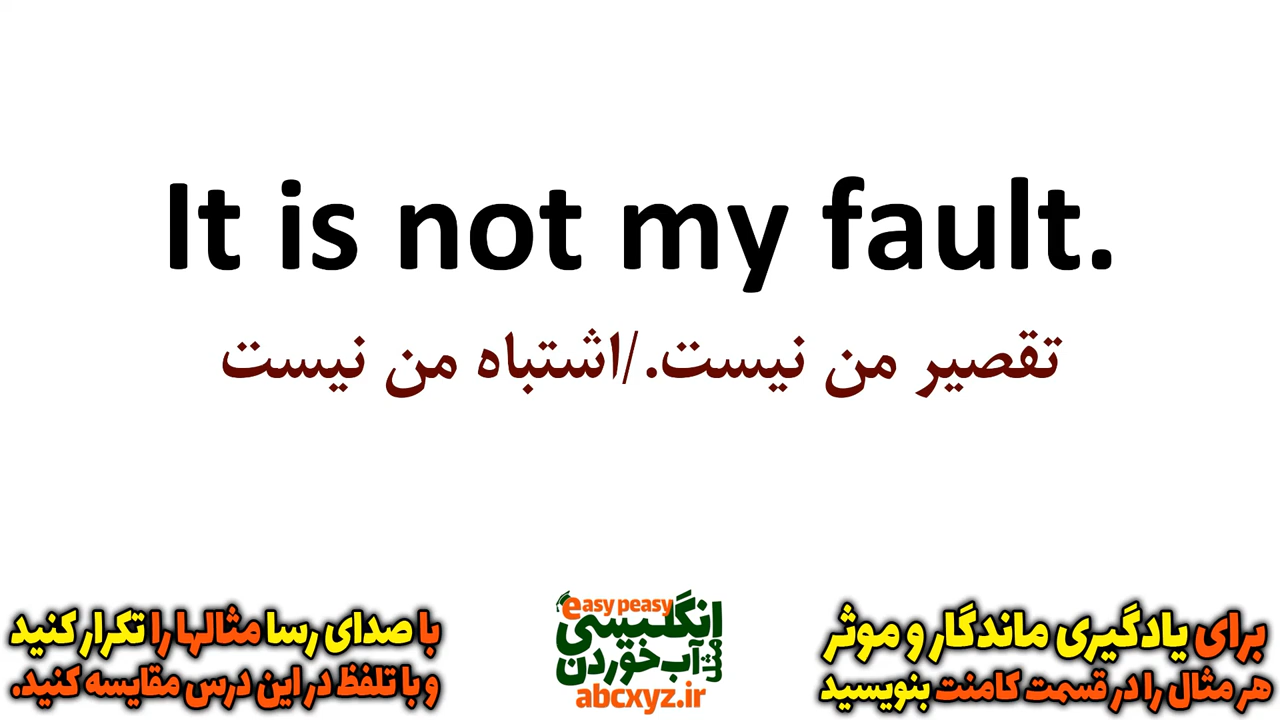 It is not my fault.
تقصیر من نیست./اشتباه من نیست
برای یادگیری ماندگار و موثر
هر مثال را در قسمت کامنت بنویسید
easy peasy
انگلیسی
مثل آب خوردن
abcxyz.ir
با صدای رسا مثالها را تکرار کنید
و با تلفظ در این درس مقایسه کنید.